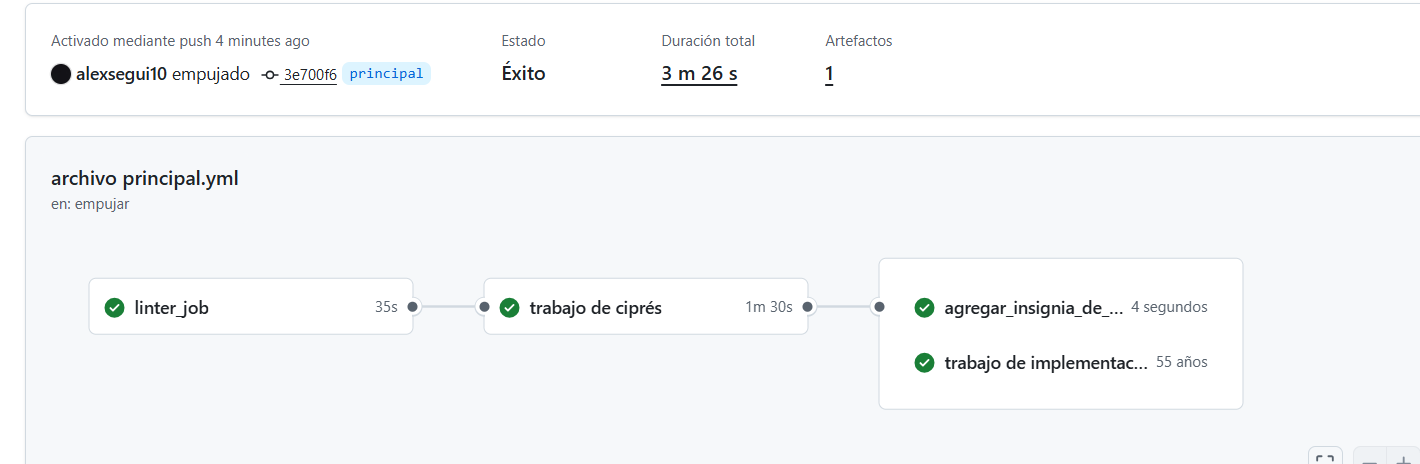 Activado mediante push 4 minutes ago
alexsegui10 empujado 3e700f6 principal
Estado
Éxito
Duración total
3 m 26 s
Artefactos
1
archivo principal.yml
en: empujar
linter_job 35s
trabajo de ciprés 1m 30s
agregar_insignia_de_... 4 segundos
trabajo de implementac... 55 años